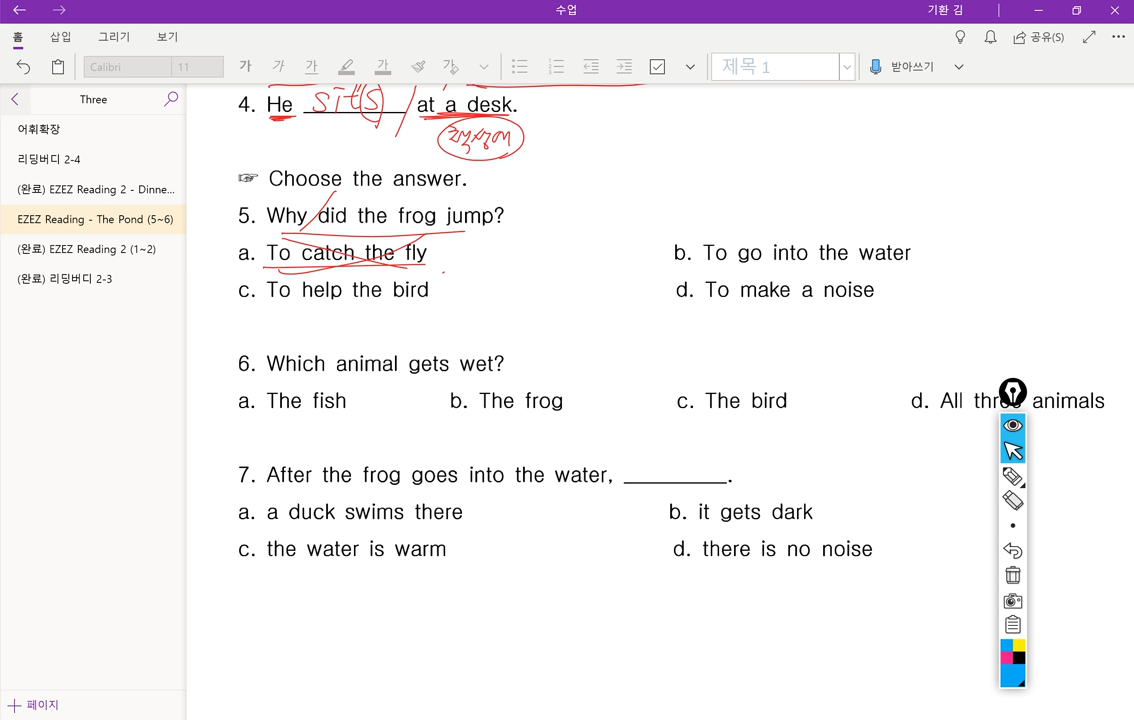 수업
기환 김
홈 삽입 그리기 보기
공유(S)
Calibri 11 가 가 가 가 제목 1 받아쓰기
Three
어휘확장
리딩버디 2-4
(완료) EZEZ Reading 2 - Dinne...
EZEZ Reading - The Pond (5~6)
(완료) EZEZ Reading 2 (1~2)
(완료) 리딩버디 2-3
페이지
4. He sit(s) at a desk.
책상에
☞ Choose the answer.
5. Why did the frog jump?
a. To catch the fly b. To go into the water
c. To help the bird d. To make a noise
6. Which animal gets wet?
a. The fish b. The frog c. The bird d. All three animals
7. After the frog goes into the water, __________.
a. a duck swims there b. it gets dark
c. the water is warm d. there is no noise